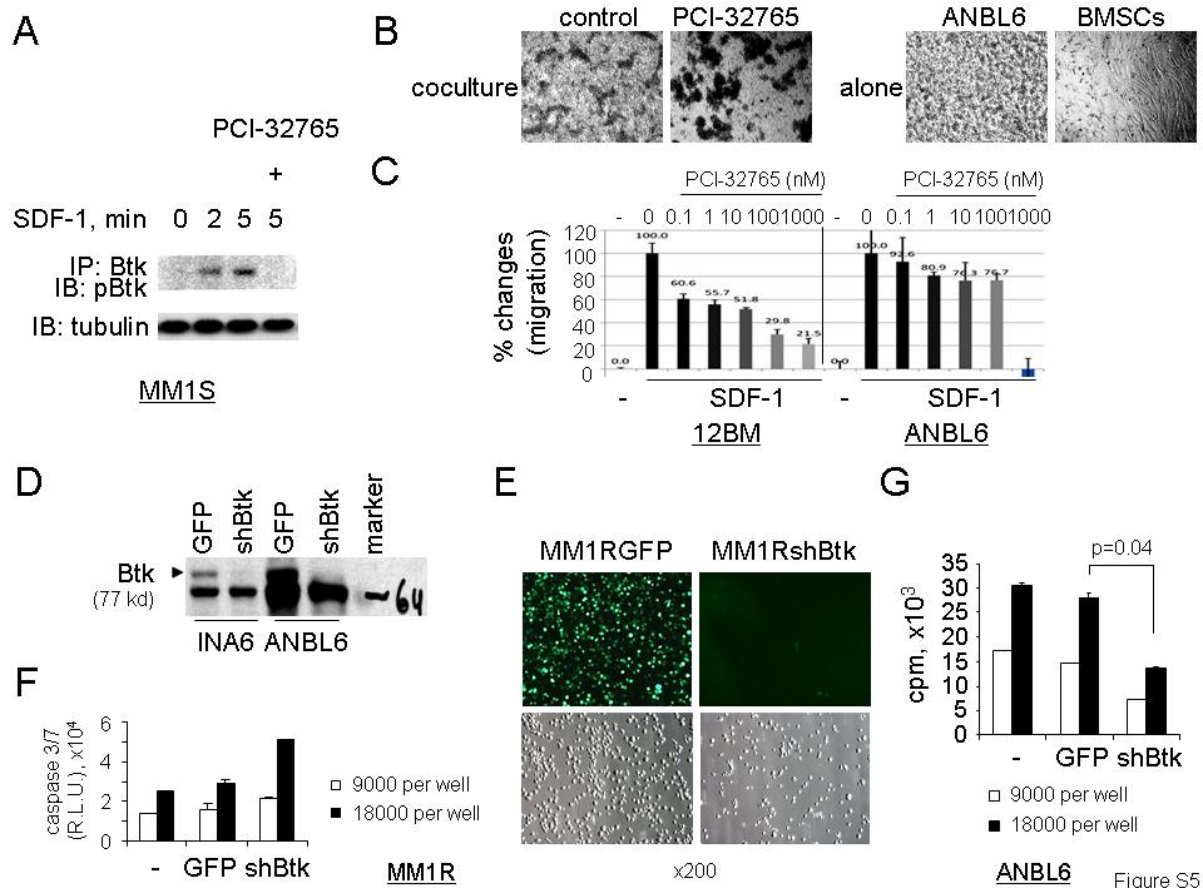 A
PCI-32765
+
SDF-1, min 0 2 5 5
IP: Btk
IB: pBtk
IB: tubulin
MM1S
B
control PCI-32765 ANBL6 BMSCs
coculture alone
C
PCI-32765 (nM) PCI-32765 (nM)
- 0 0.1 1 10 100 1000 - 0 0.1 1 10 100 1000
% changes
(migration)
120
100
80
60
40
20
0
0.0 100.0 60.6 55.7 51.8 29.8 21.5
0.0 100.0 92.6 80.9 76.3 76.7
- SDF-1 - SDF-1
12BM ANBL6
D
GFP shBtk GFP shBtk marker
Btk
(77 kd)
64
INA6 ANBL6
E
MM1RGFP MM1RshBtk
x200
F
caspase 3/7
(R.L.U.), x10⁴
6
4
2
0
- GFP shBtk
9000 per well
18000 per well
MM1R
G
p=0.04
cpm, x10³
35
30
25
20
15
10
5
0
- GFP shBtk
9000 per well
18000 per well
ANBL6
Figure S5